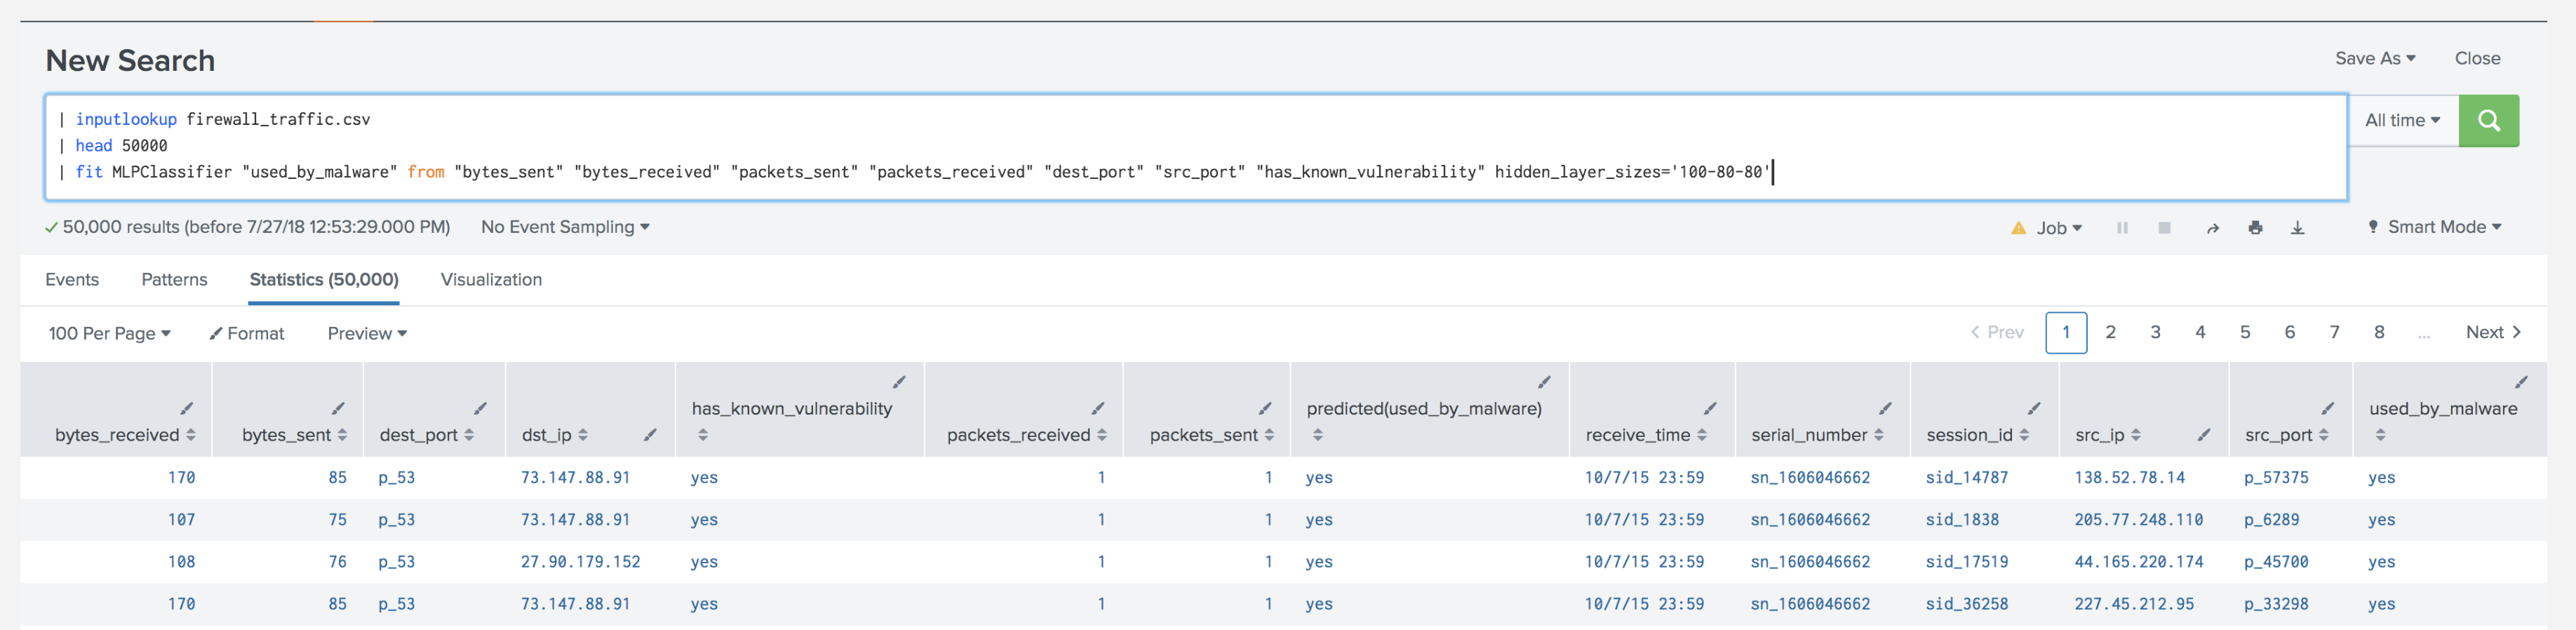 New Search
Save As Close
| inputlookup firewall_traffic.csv
| head 50000
| fit MLPClassifier "used_by_malware" from "bytes_sent" "bytes_received" "packets_sent" "packets_received" "dest_port" "src_port" "has_known_vulnerability" hidden_layer_sizes='100-80-80'
All time
50,000 results (before 7/27/18 12:53:29.000 PM) No Event Sampling Job Smart Mode
Events Patterns Statistics (50,000) Visualization
100 Per Page Format Preview < Prev 1 2 3 4 5 6 7 8 ... Next >
bytes_received bytes_sent dest_port dst_ip has_known_vulnerability packets_received packets_sent predicted(used_by_malware) receive_time serial_number session_id src_ip src_port used_by_malware
170 85 p_53 73.147.88.91 yes 1 1 yes 10/7/15 23:59 sn_1606046662 sid_14787 138.52.78.14 p_57375 yes
107 75 p_53 73.147.88.91 yes 1 1 yes 10/7/15 23:59 sn_1606046662 sid_1838 205.77.248.110 p_6289 yes
108 76 p_53 27.90.179.152 yes 1 1 yes 10/7/15 23:59 sn_1606046662 sid_17519 44.165.220.174 p_45700 yes
170 85 p_53 73.147.88.91 yes 1 1 yes 10/7/15 23:59 sn_1606046662 sid_36258 227.45.212.95 p_33298 yes